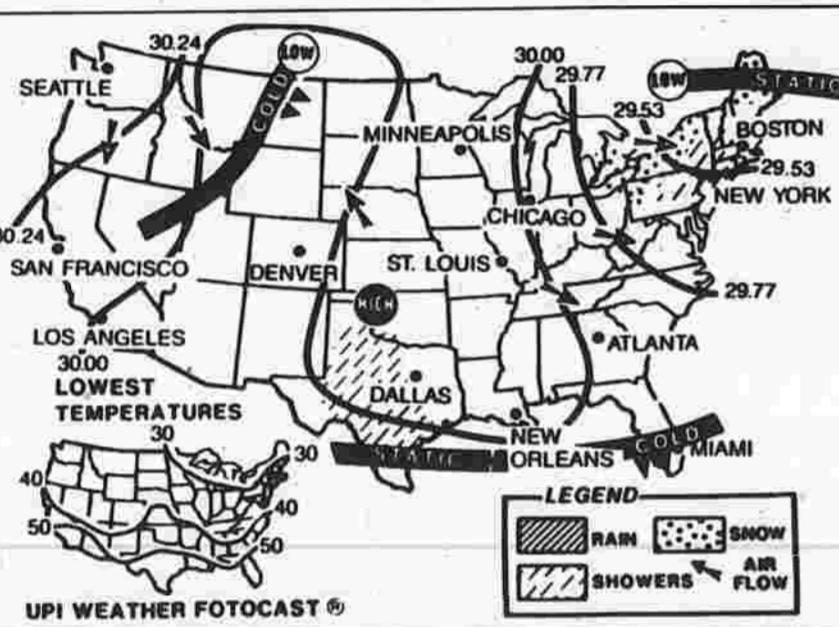 30.24
LOW
30.00
29.77
LOW
STATIC
SEATTLE
COLD
29.53
MINNEAPOLIS
BOSTON
29.53
CHICAGO
NEW YORK
30.24
SAN FRANCISCO
DENVER
ST. LOUIS
29.77
HIGH
LOS ANGELES
ATLANTA
30.00
LOWEST
TEMPERATURES
DALLAS
30
30
STATIC
NEW
ORLEANS
COLD
MIAMI
40
40
50
50
LEGEND
RAIN
SNOW
SHOWERS
AIR
FLOW
UPI WEATHER FOTOCAST ®